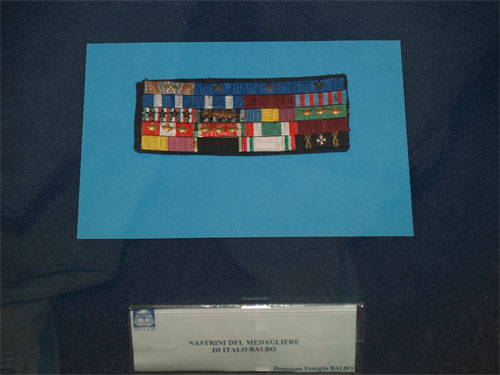 NASTRINI DEL MEDAGLIERE
DI ITALO BALBO
Donazione Famiglia BALBO